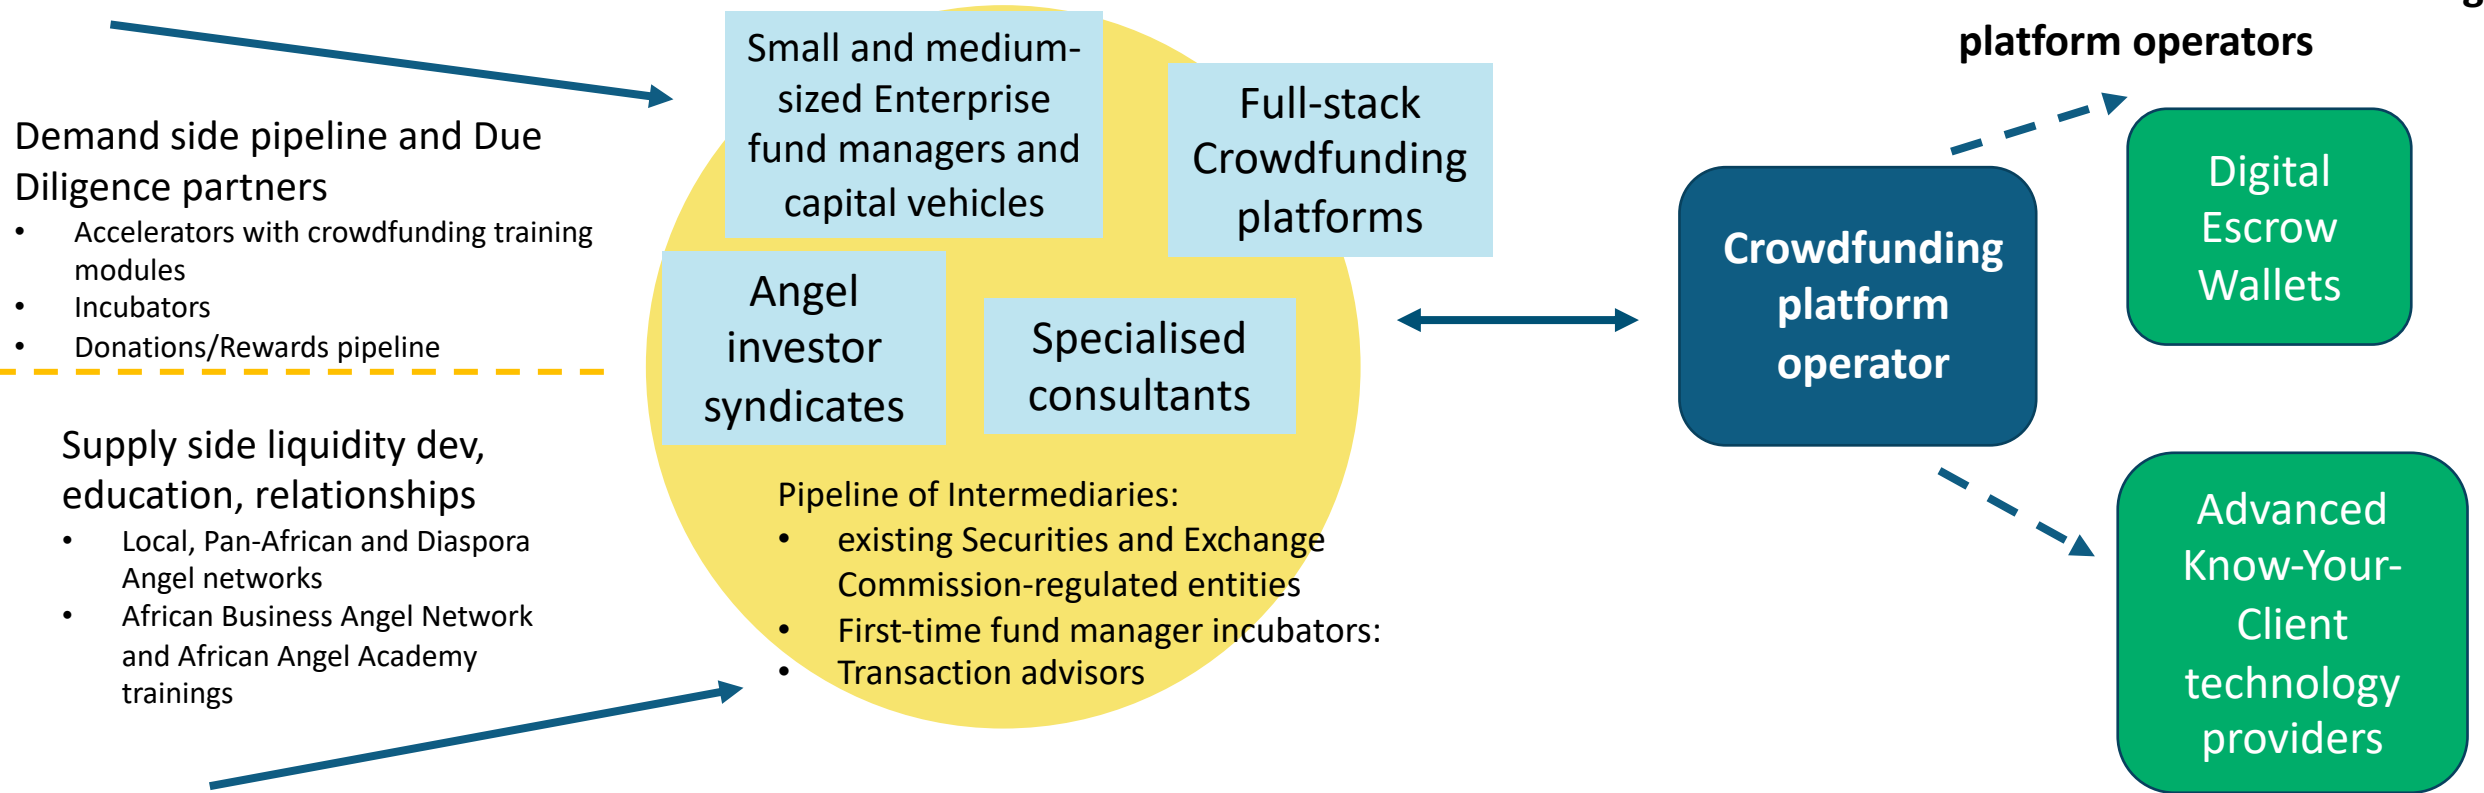 platform operators
Demand side pipeline and Due
Diligence partners
• Accelerators with crowdfunding training
modules
• Incubators
• Donations/Rewards pipeline
Supply side liquidity dev,
education, relationships
• Local, Pan-African and Diaspora
Angel networks
• African Business Angel Network
and African Angel Academy
trainings
Small and medium-
sized Enterprise
fund managers and
capital vehicles
Full-stack
Crowdfunding
platforms
Angel
investor
syndicates
Specialised
consultants
Pipeline of Intermediaries:
• existing Securities and Exchange
Commission-regulated entities
• First-time fund manager incubators:
• Transaction advisors
Crowdfunding
platform
operator
Digital
Escrow
Wallets
Advanced
Know-Your-
Client
technology
providers